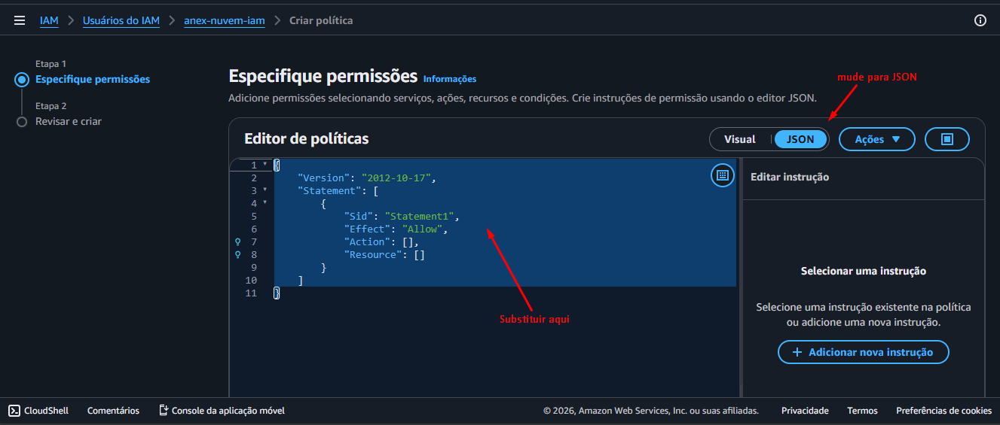 IAM > Usuários do IAM > anex-nuvem-iam > Criar política
Etapa 1
Especifique permissões
Etapa 2
Revisar e criar
Especifique permissões Informações
Adicione permissões selecionando serviços, ações, recursos e condições. Crie instruções de permissão usando o editor JSON.
mude para JSON
Editor de políticas
Visual | JSON
Ações
1 {
2 "Version": "2012-10-17",
3 "Statement": [
4 {
5 "Sid": "Statement1",
6 "Effect": "Allow",
7 "Action": [],
8 "Resource": []
9 }
10 ]
11 }
Substituir aqui
Editar instrução
Selecionar uma instrução
Selecione uma instrução existente na política
ou adicione uma nova instrução.
+ Adicionar nova instrução
CloudShell Comentários Console da aplicação móvel © 2026, Amazon Web Services, Inc. ou suas afiliadas. Privacidade Termos Preferências de cookies